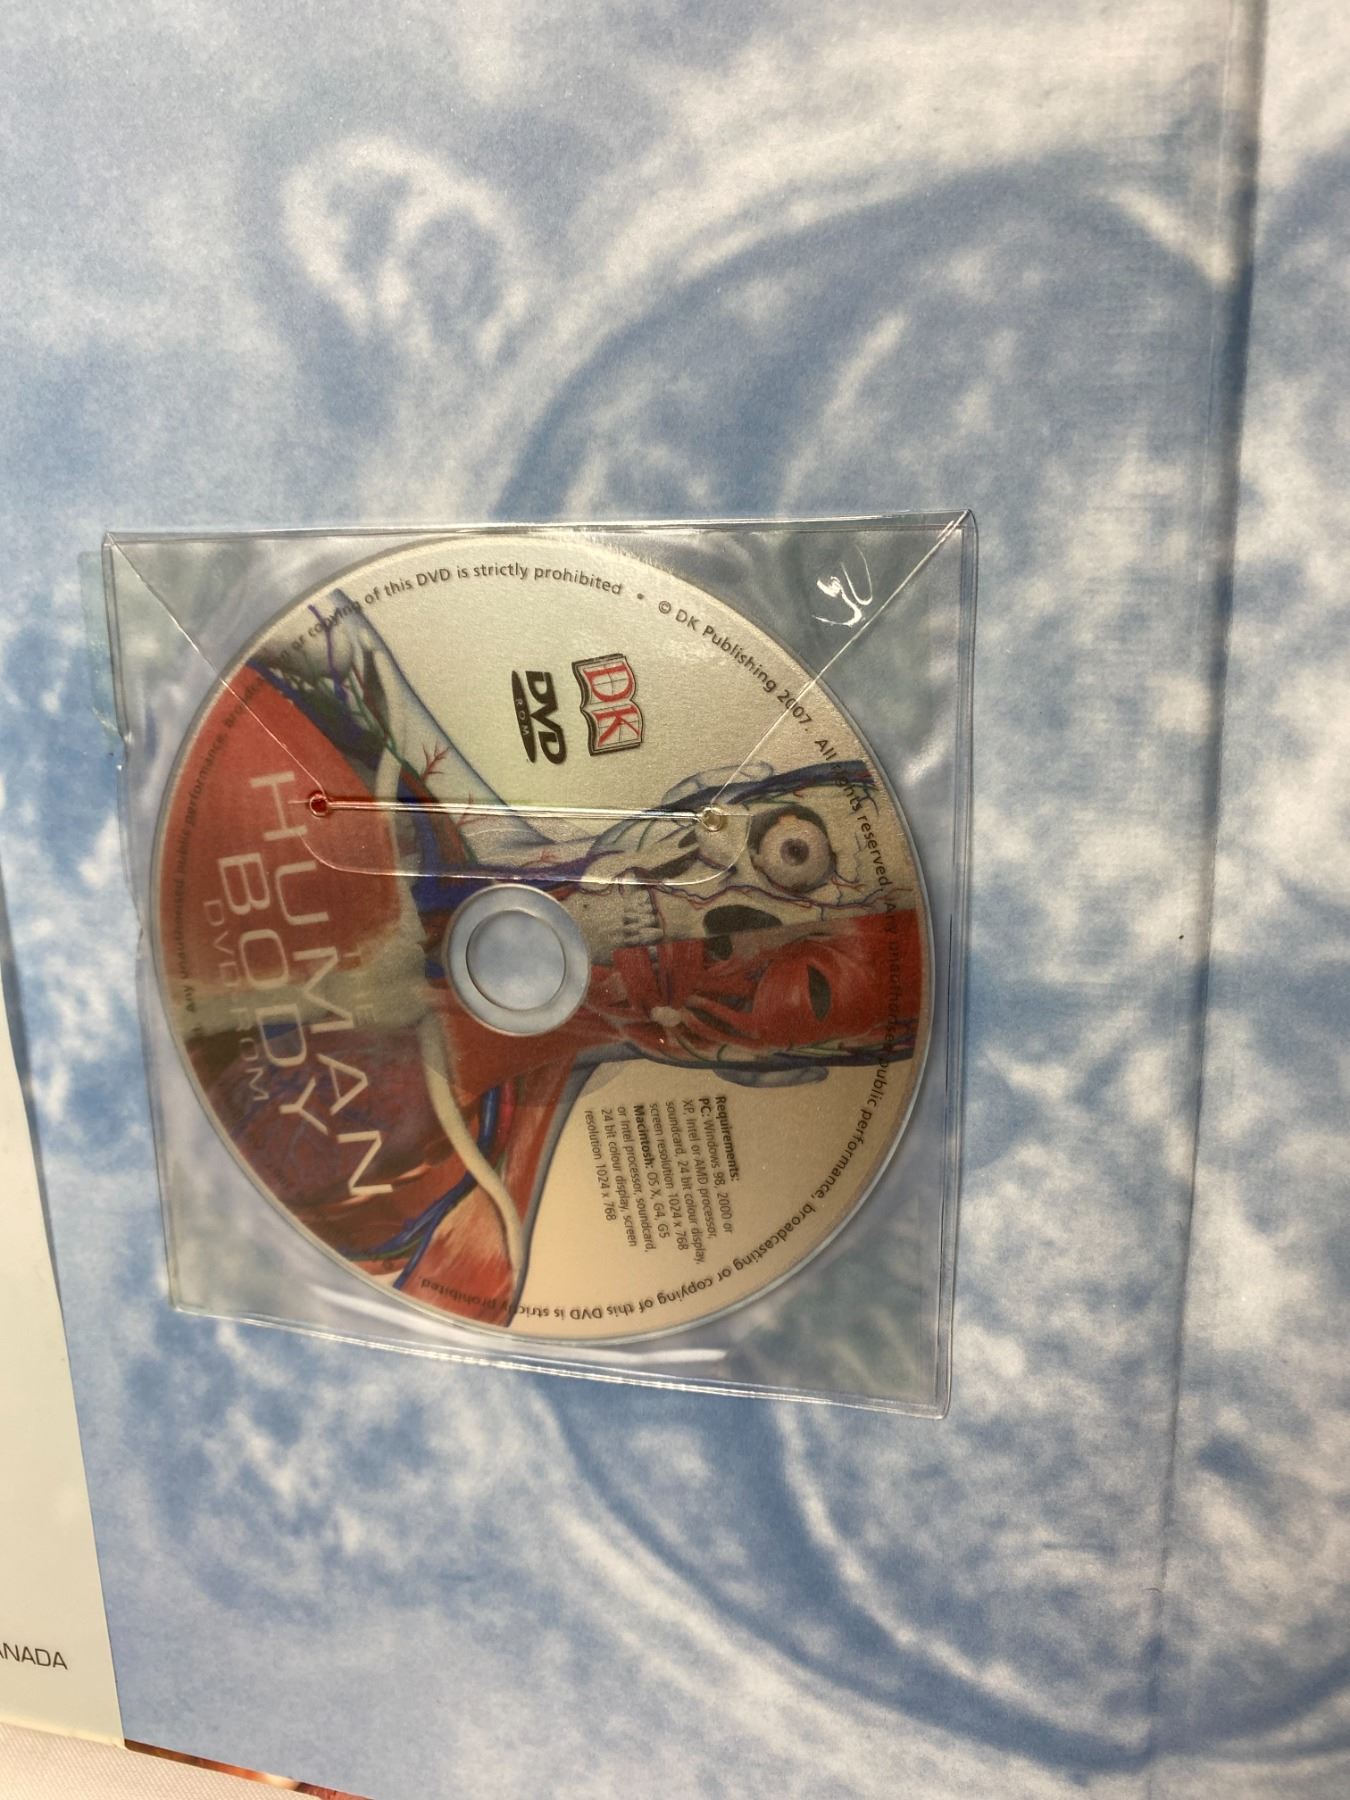 DK
DVD
ROM
THE
HUMAN
BODY
DVD-ROM
Requirements:
PC: Windows 98, 2000 or
XP, Intel or AMD processor,
soundcard, 24 bit colour display,
screen resolution 1024 x 768
Macintosh: OS X, G4, G5
or Intel processor, soundcard,
24 bit colour display, screen
resolution 1024 x 768
© DK Publishing 2007. All rights reserved. Any unauthorized public performance, broadcasting or copying of this DVD is strictly prohibited.
Any unauthorized public performance, broadcasting or copying of this DVD is strictly prohibited •
ANADA